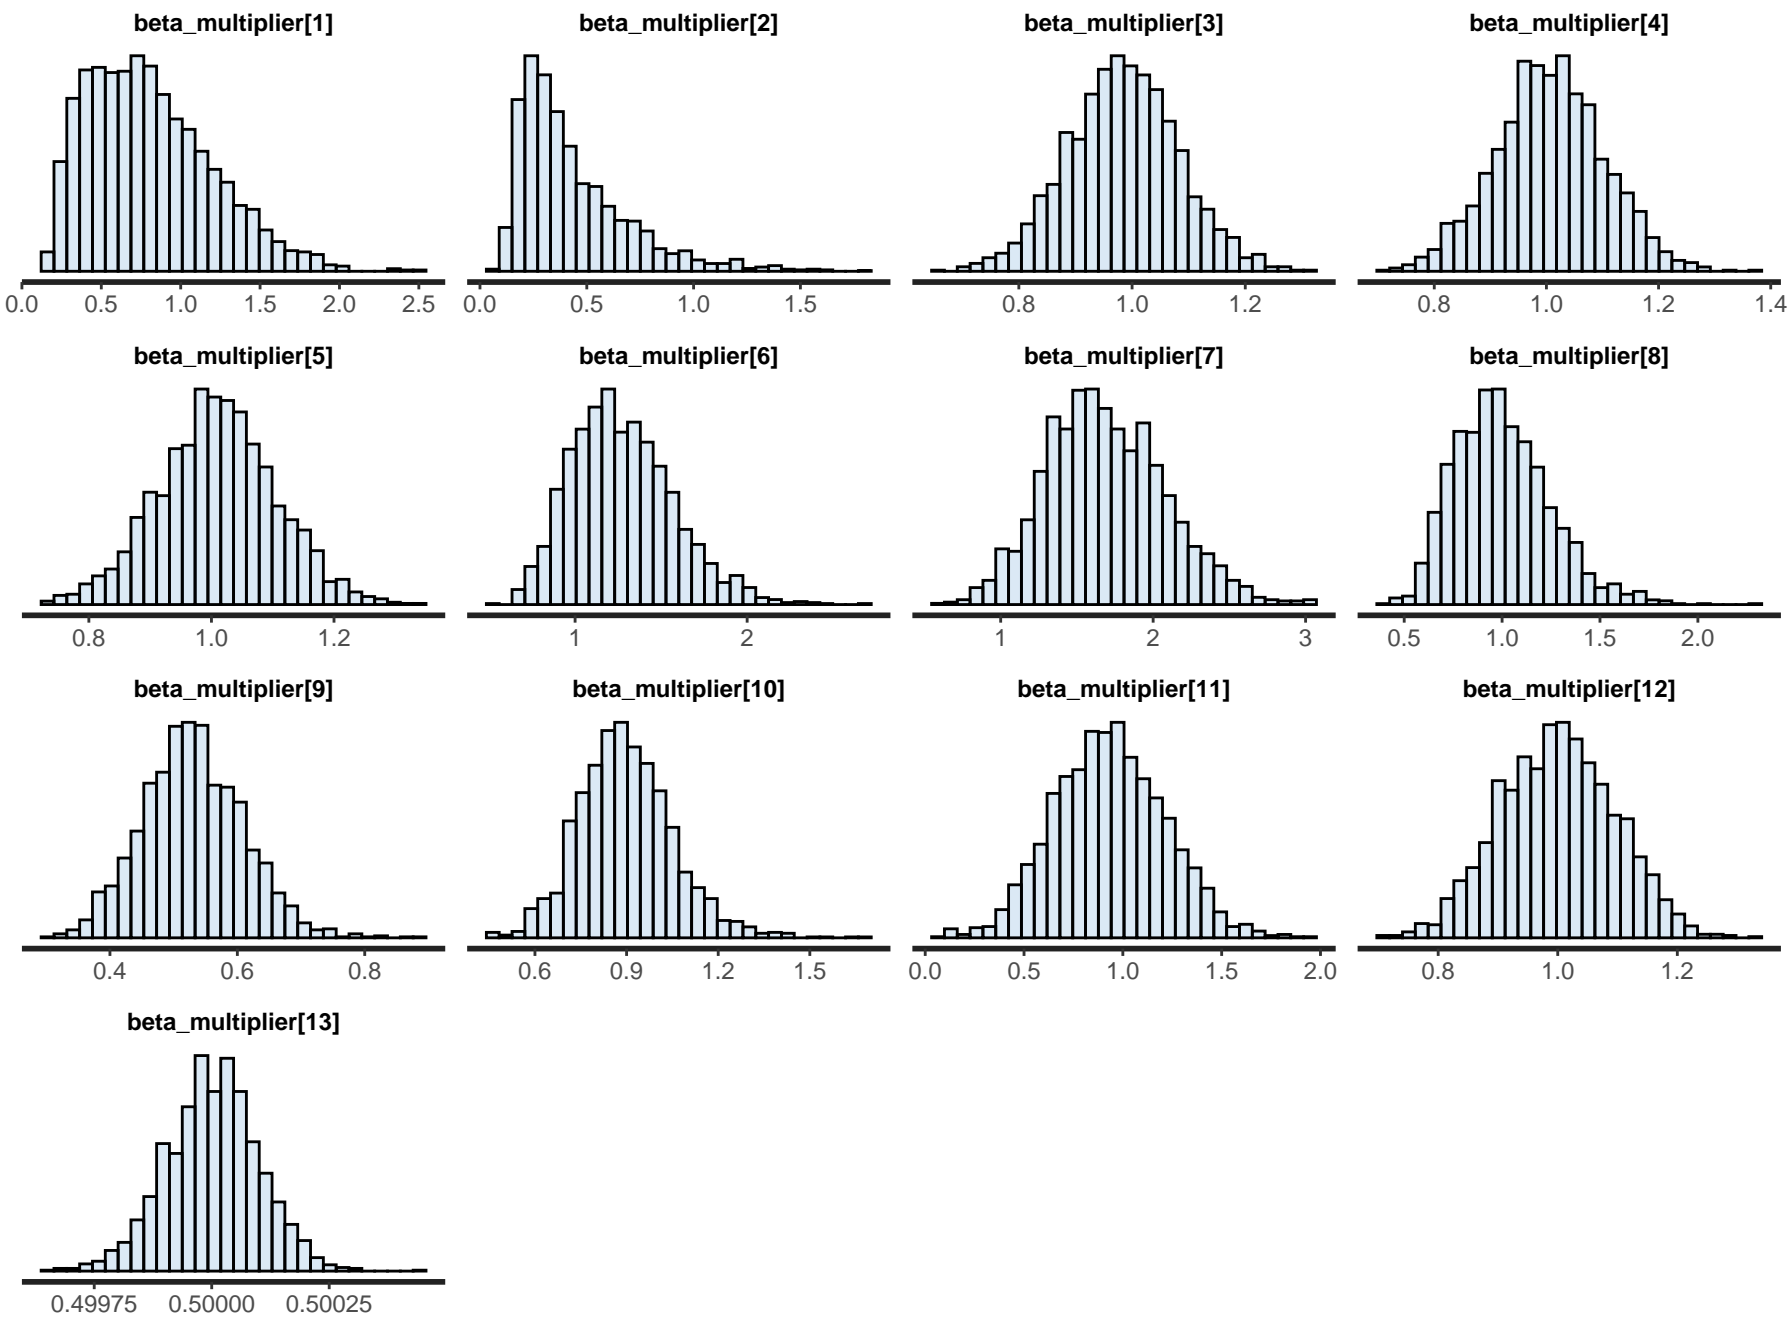 beta_multiplier[1] beta_multiplier[2] beta_multiplier[3] beta_multiplier[4]
0.0 0.5 1.0 1.5 2.0 2.5 0.0 0.5 1.0 1.5 0.8 1.0 1.2 0.8 1.0 1.2 1.4
beta_multiplier[5] beta_multiplier[6] beta_multiplier[7] beta_multiplier[8]
0.8 1.0 1.2 1 2 1 2 3 0.5 1.0 1.5 2.0
beta_multiplier[9] beta_multiplier[10] beta_multiplier[11] beta_multiplier[12]
0.4 0.6 0.8 0.6 0.9 1.2 1.5 0.0 0.5 1.0 1.5 2.0 0.8 1.0 1.2
beta_multiplier[13]
0.49975 0.50000 0.50025